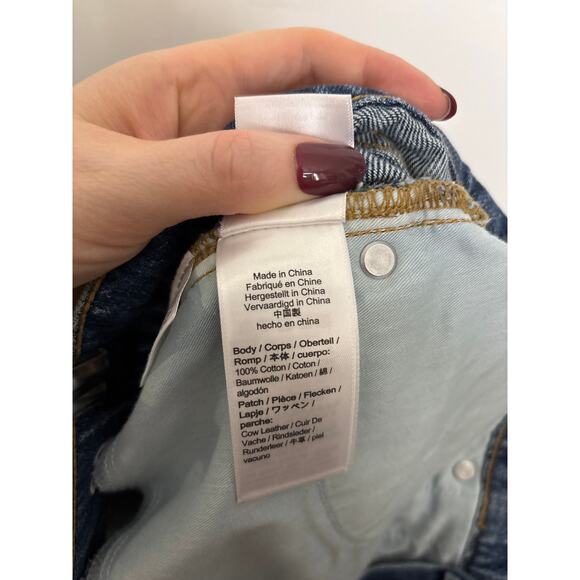 Made in China
Fabriqué en Chine
Hergestellt in China
Vervaardigd in China
中国製
hecho en china
Body / Corps / Oberteil /
Romp / 本体 / cuerpo:
100% Cotton / Coton /
Baumwolle / Katoen / 綿 /
algodón
Patch / Pièce / Flecken /
Lapje / ワッペン /
parche:
Cow Leather / Cuir De
Vache / Rindsleder /
Runderleer / 牛革 / piel
vacuno